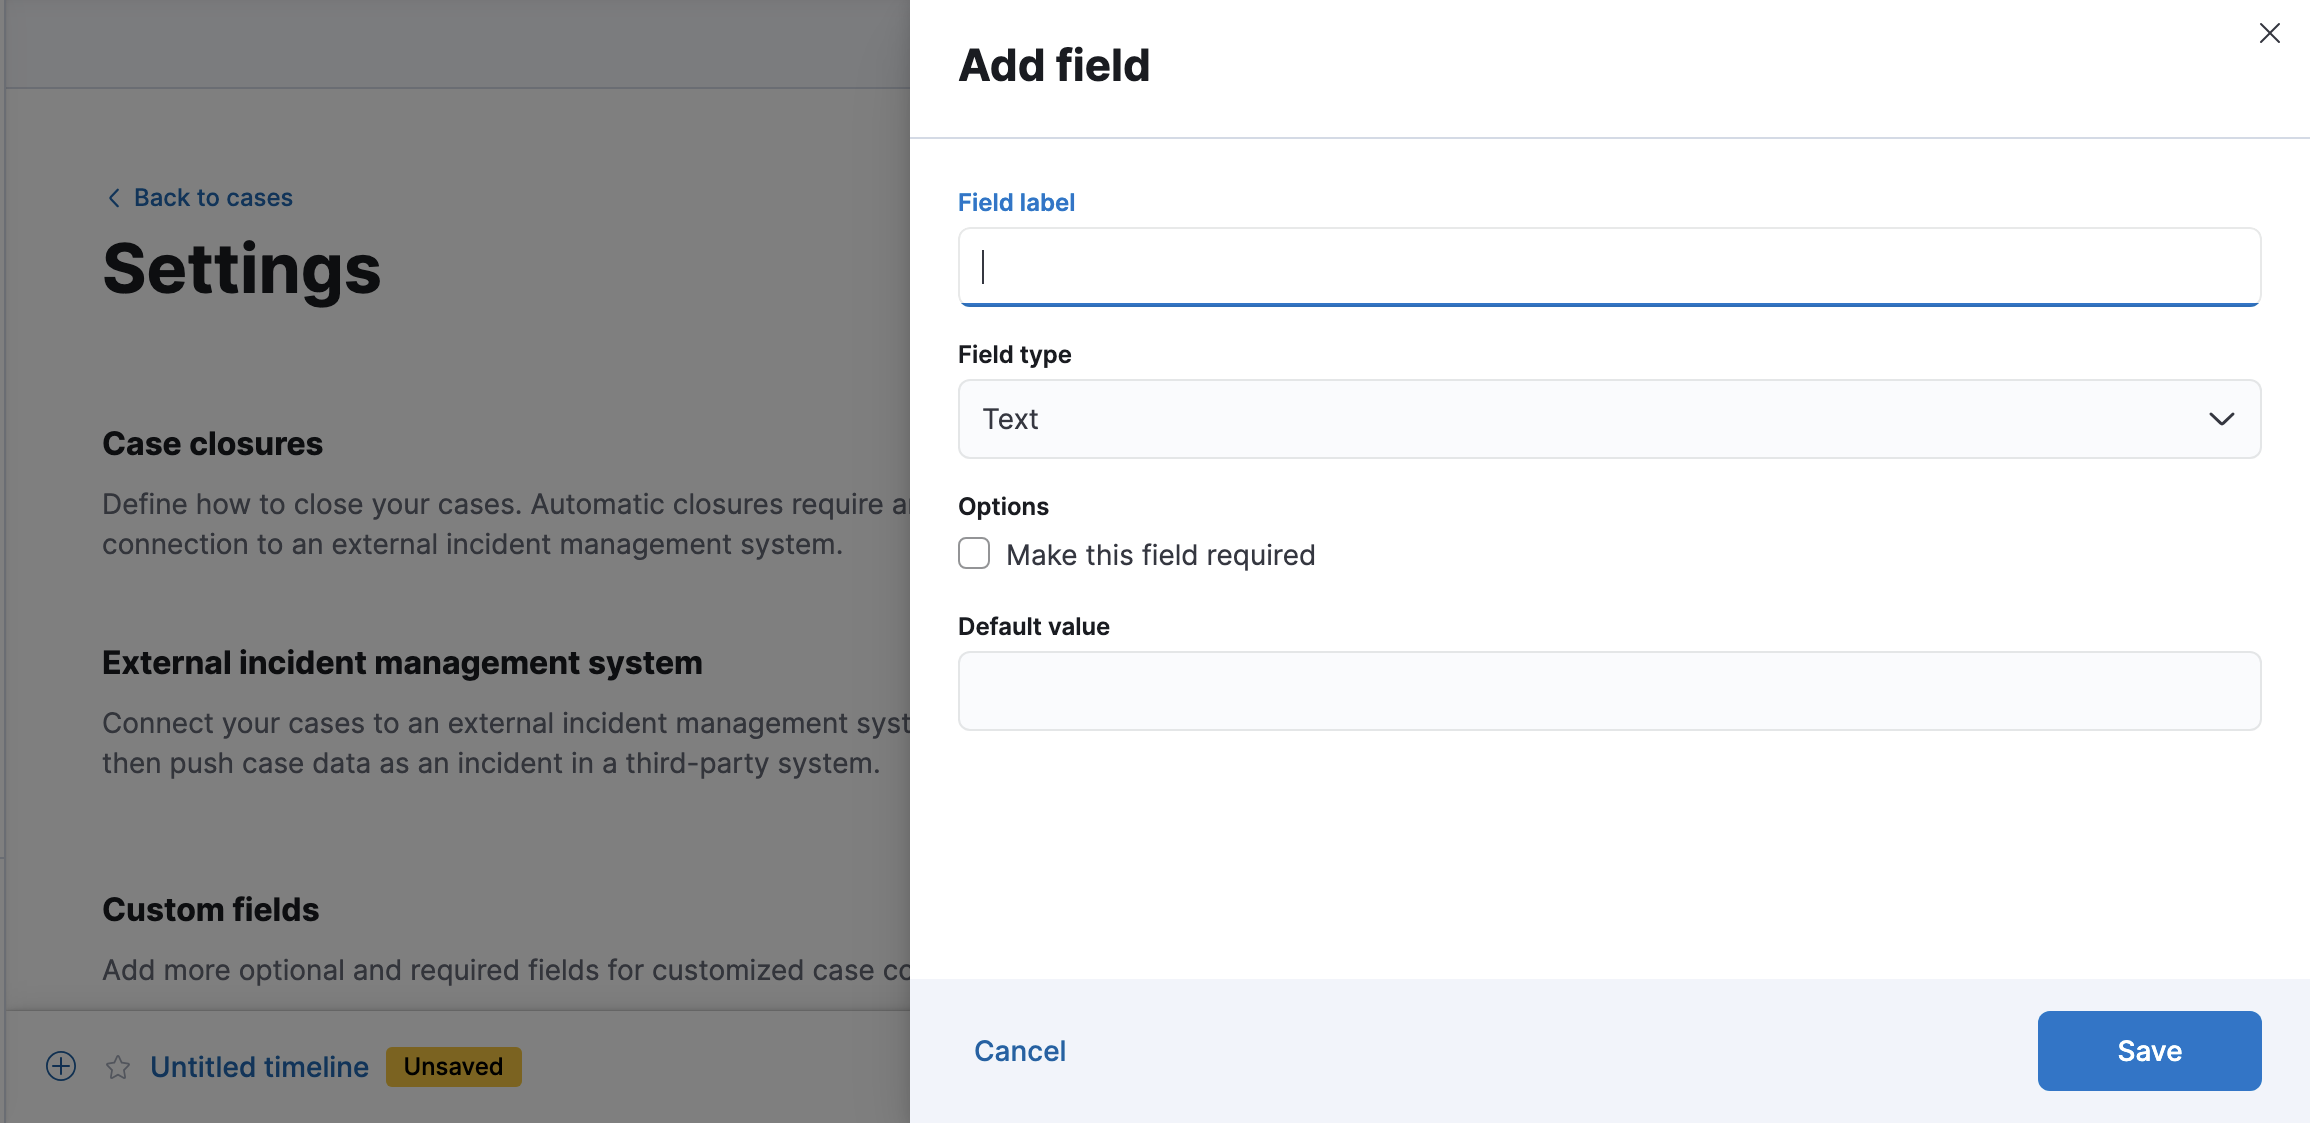 Back to cases
Settings
Case closures
Define how to close your cases. Automatic closures require
connection to an external incident management system.
External incident management system
Connect your cases to an external incident management
then push case data as an incident in a third-party system.
Custom fields
Add more optional and required fields for customized case
Untitled timeline
Unsaved
Add field
Field label
Field type
Text
Options
Make this field required
Default value
Cancel
Save